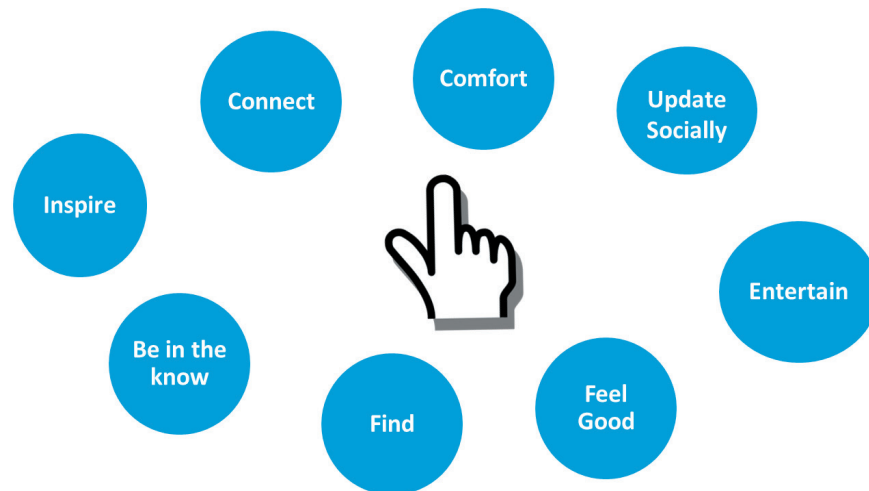 Comfort
Connect
Update
Socially
Inspire
Entertain
Be in the
know
Feel
Good
Find